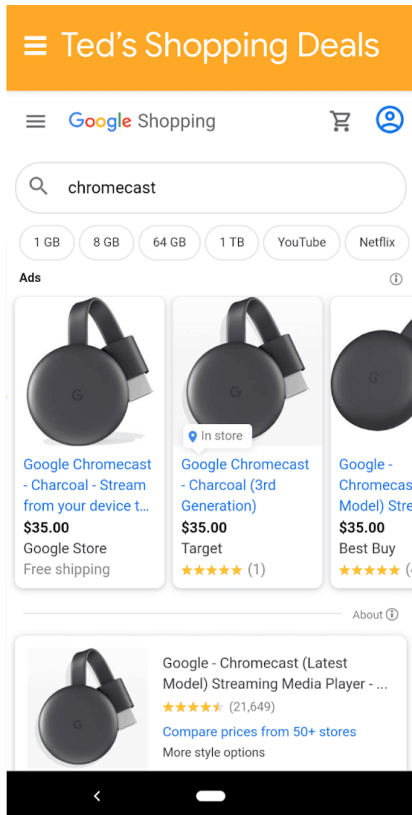 Ted's Shopping Deals
Google Shopping
chromecast
1 GB
8 GB
64 GB
1 TB
YouTube
Netflix
Ads
In store
Google Chromecast
- Charcoal - Stream
from your device t...
$35.00
Google Store
Free shipping
Google Chromecast
- Charcoal (3rd
Generation)
$35.00
Target
(1)
Google -
Chromecas
Model) Stre
$35.00
Best Buy
About
Google - Chromecast (Latest
Model) Streaming Media Player - ...
(21,649)
Compare prices from 50+ stores
More style options